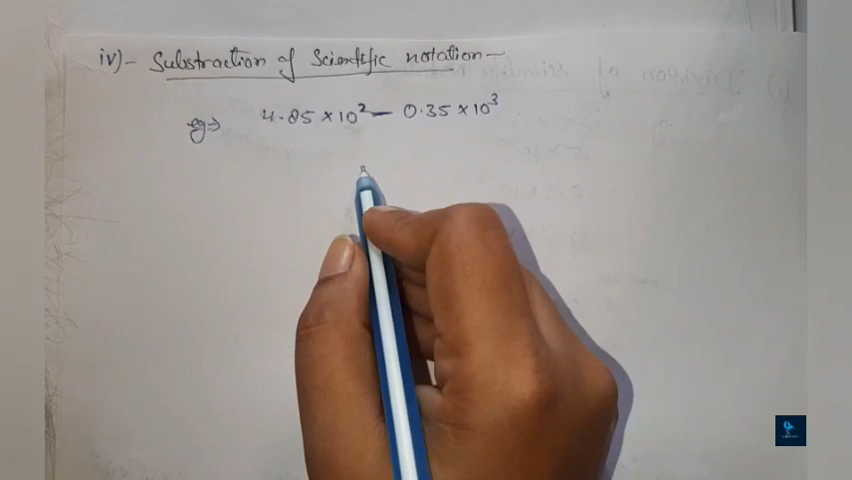 iv)- Substraction of Scientific notation -
eg⇒ 4.85 × 10² - 0.35 × 10³